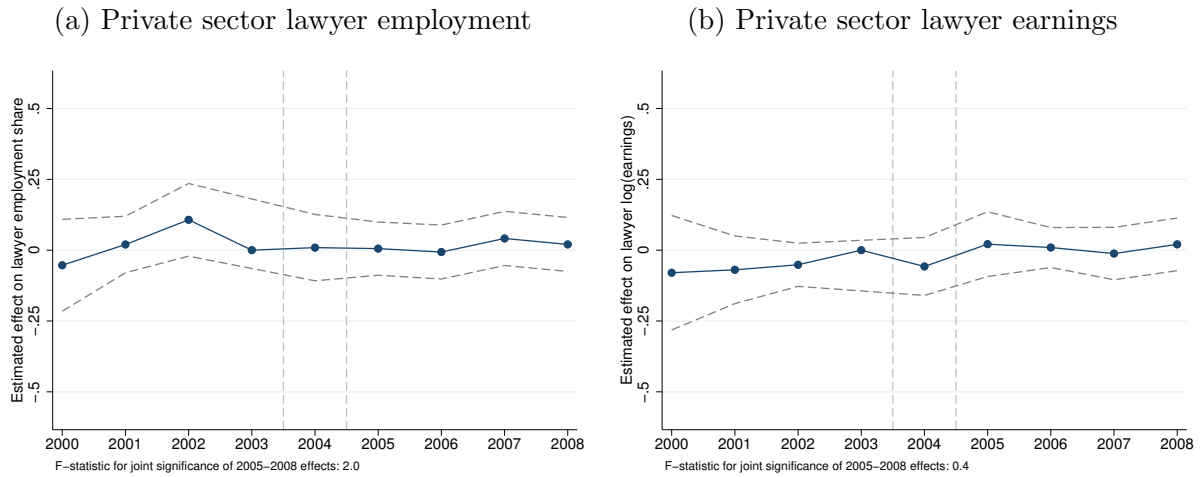 (a) Private sector lawyer employment
Estimated effect on lawyer employment share
.5
.25
0
−.25
−.5
2000 2001 2002 2003 2004 2005 2006 2007 2008
F−statistic for joint significance of 2005−2008 effects: 2.0
(b) Private sector lawyer earnings
Estimated effect on lawyer log(earnings)
.5
.25
0
−.25
−.5
2000 2001 2002 2003 2004 2005 2006 2007 2008
F−statistic for joint significance of 2005−2008 effects: 0.4